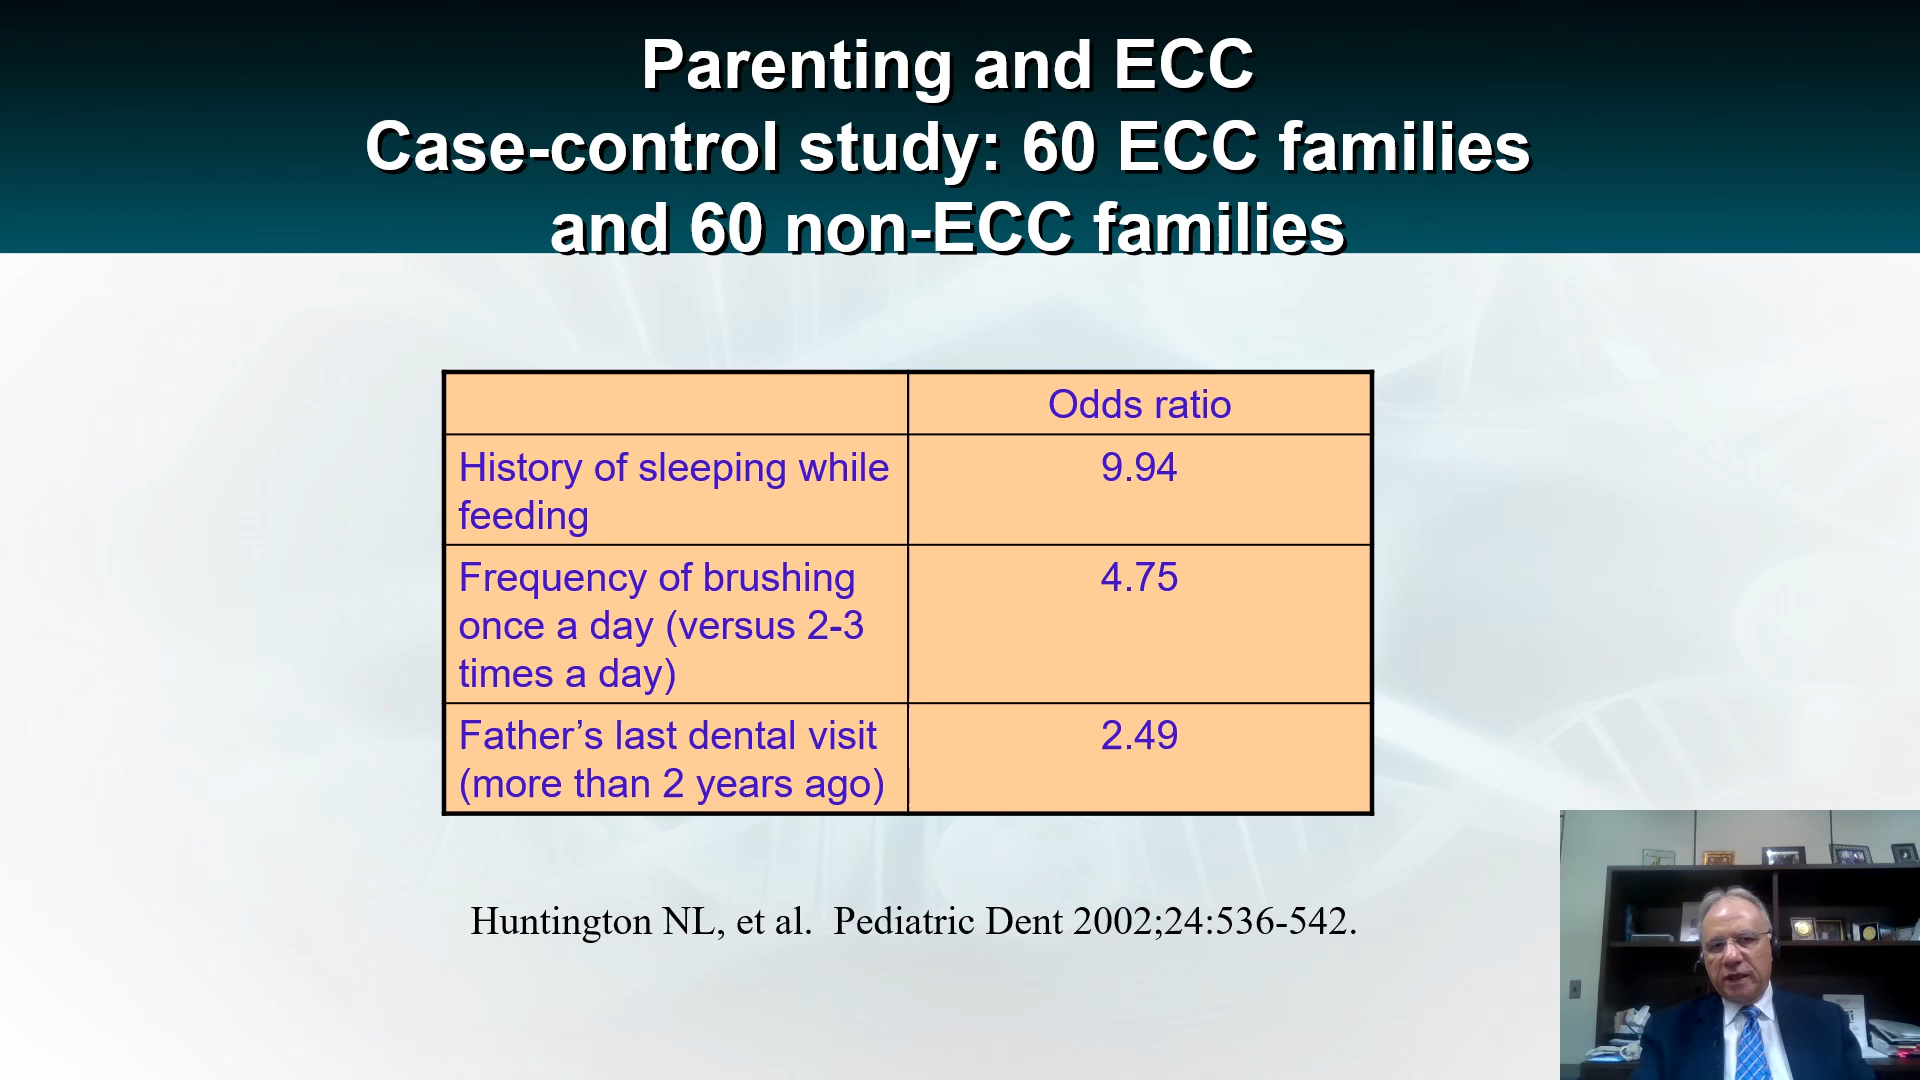 Parenting and ECC
Case-control study: 60 ECC families
and 60 non-ECC families
Odds ratio
History of sleeping while
feeding
9.94
Frequency of brushing
once a day (versus 2-3
times a day)
4.75
Father’s last dental visit
(more than 2 years ago)
2.49
Huntington NL, et al.  Pediatric Dent 2002;24:536-542.